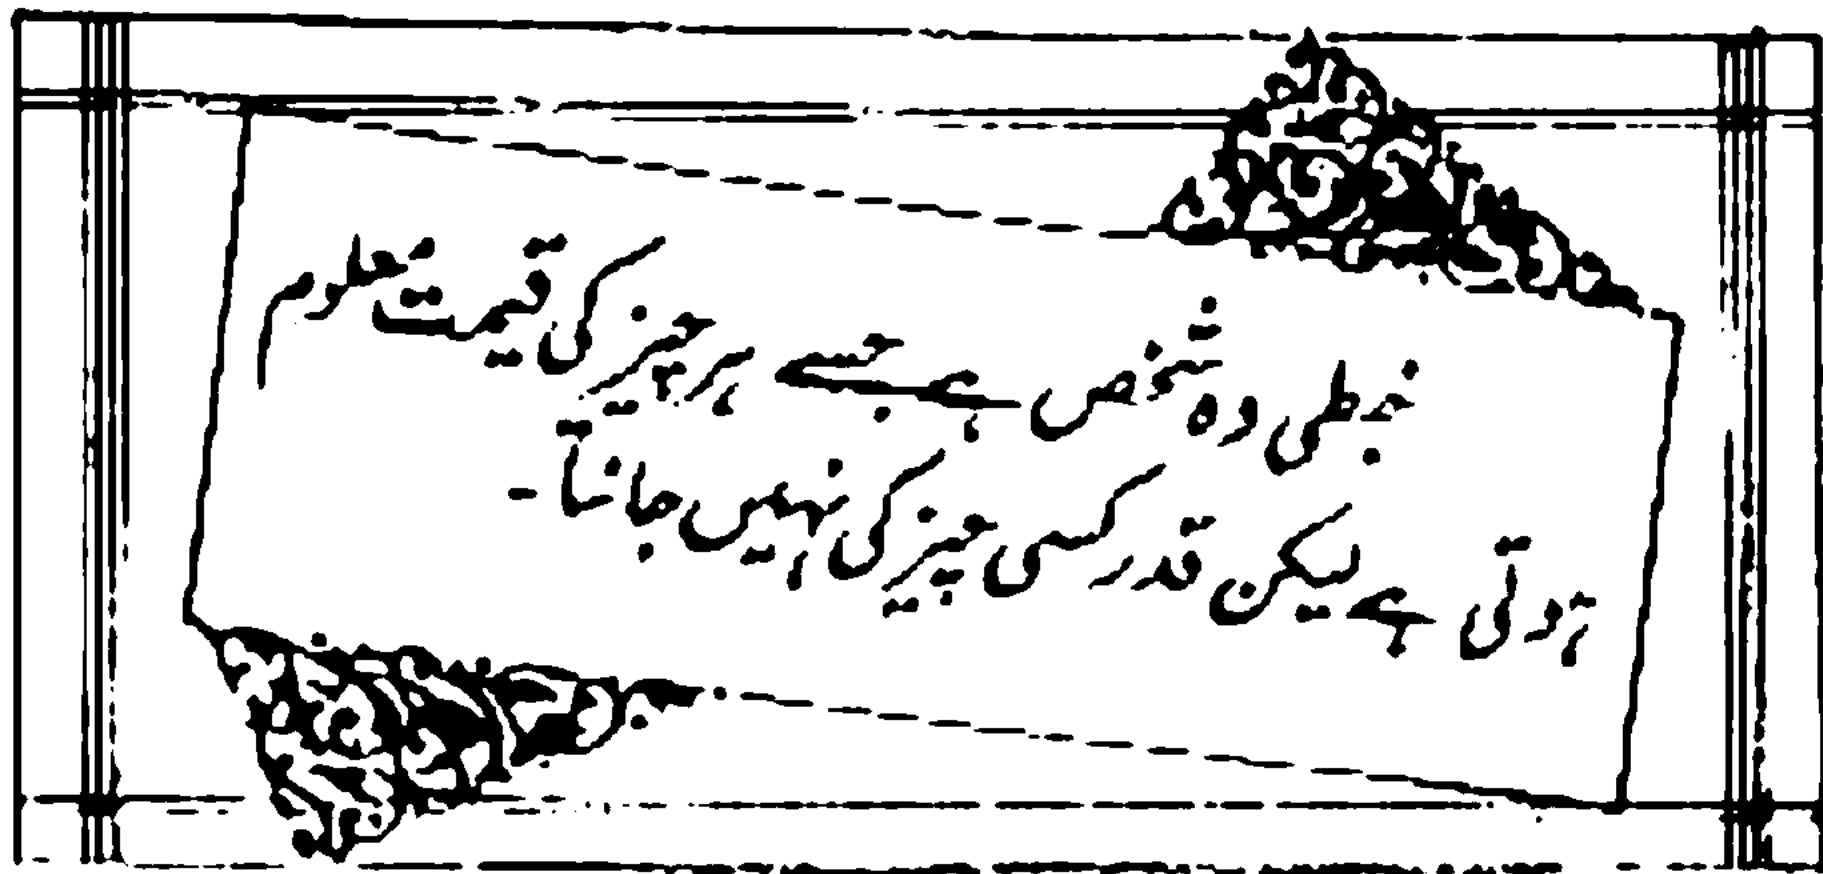 خبطی وہ شخص ہے جسے ہر چیز کی قیمت معلوم
ہوتی ہے لیکن قدر کسی چیز کی نہیں جانتا۔